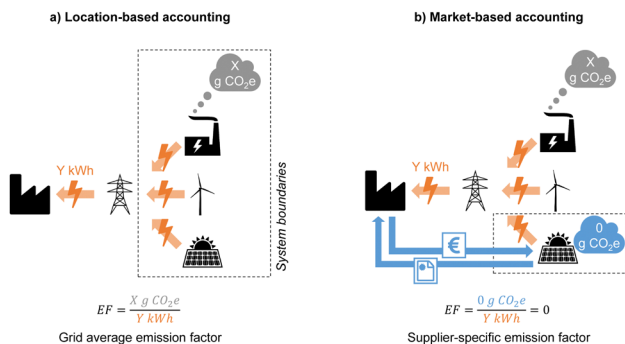 a) Location-based accounting
X
g CO₂e
Y kWh
System boundaries
EF = X g CO₂e / Y kWh
Grid average emission factor
b) Market-based accounting
X
g CO₂e
Y kWh
0
g CO₂e
€
EF = 0 g CO₂e / Y kWh = 0
Supplier-specific emission factor